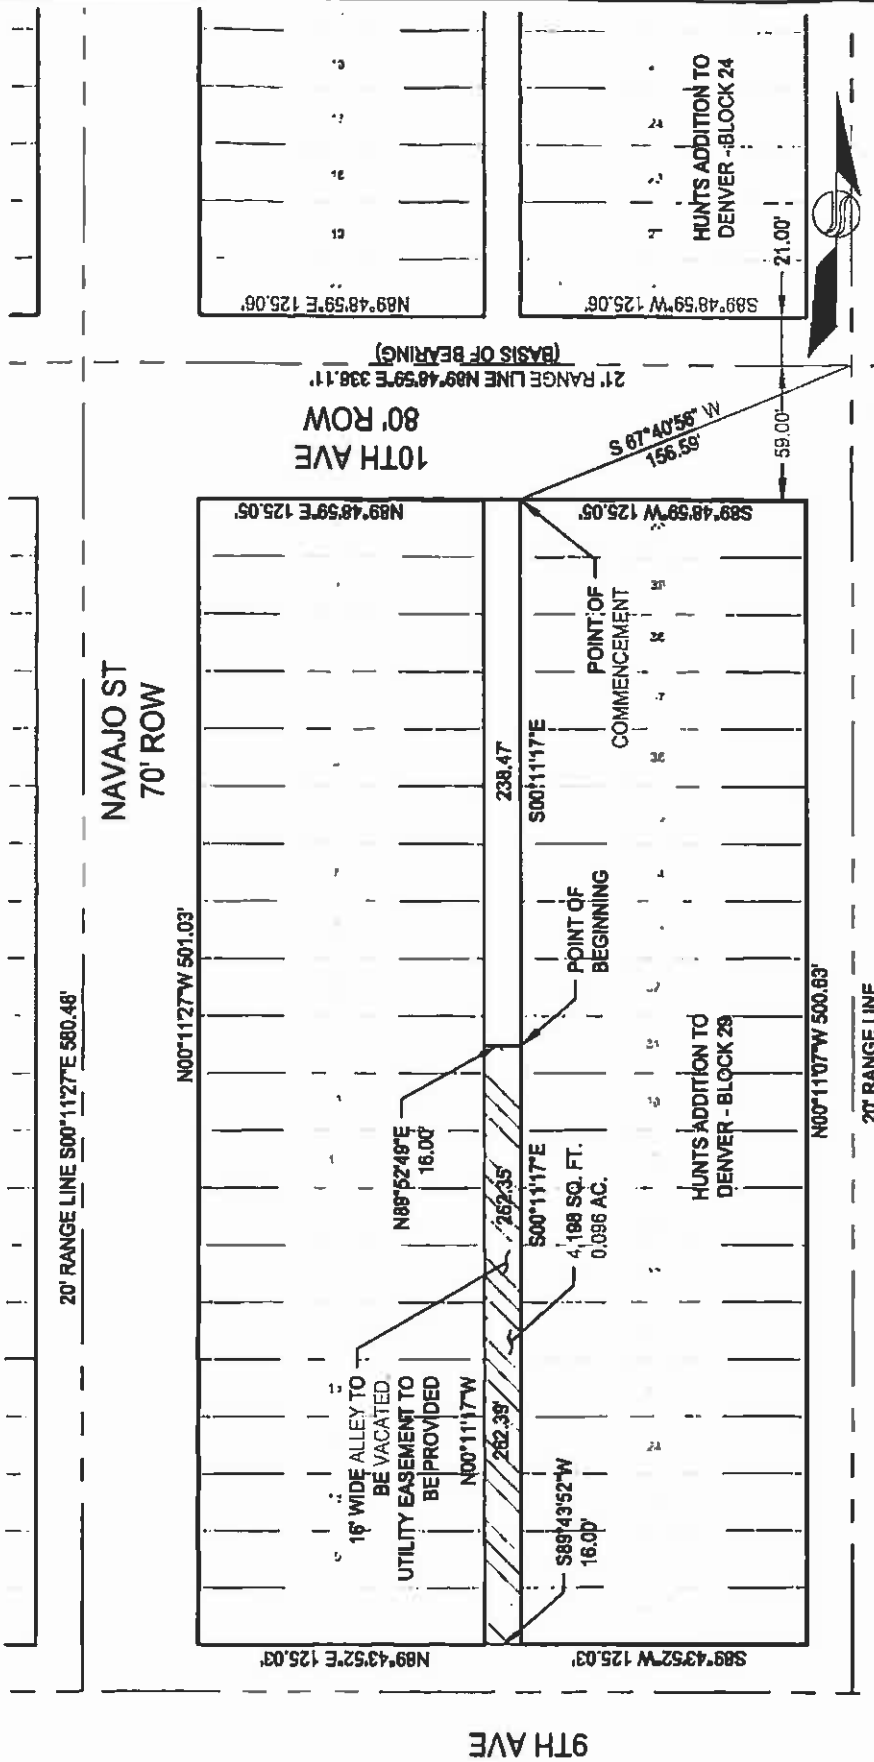 HUNTS ADDITION TO
DENVER - BLOCK 24
N89°48'59"E 125.06'
S89°48'59"W 125.06'
21.00'
21' RANGE LINE N89°48'59"E 338.11'
(BASIS OF BEARING)
10TH AVE
80' ROW
S 67°40'56" W
156.59'
59.00'
N89°48'59"E 125.05'
S89°48'59"W 125.05'
NAVAJO ST
70' ROW
POINT OF
COMMENCEMENT
238.47'
S00°11'17"E
POINT OF
BEGINNING
N00°11'27"W 501.03'
20' RANGE LINE S00°11'27"E 580.46'
N89°52'49"E
16.00'
262.35'
S00°11'17"E
4,198 SQ. FT.
0.096 AC.
HUNTS ADDITION TO
DENVER - BLOCK 29
N00°11'07"W 500.63'
20' RANGE LINE
16' WIDE ALLEY TO
BE VACATED.
UTILITY EASEMENT TO
BE PROVIDED
N00°11'17"W
262.39'
S89°43'52"W
16.00'
N89°43'52"E 125.03'
S89°43'52"W 125.03'
9TH AVE